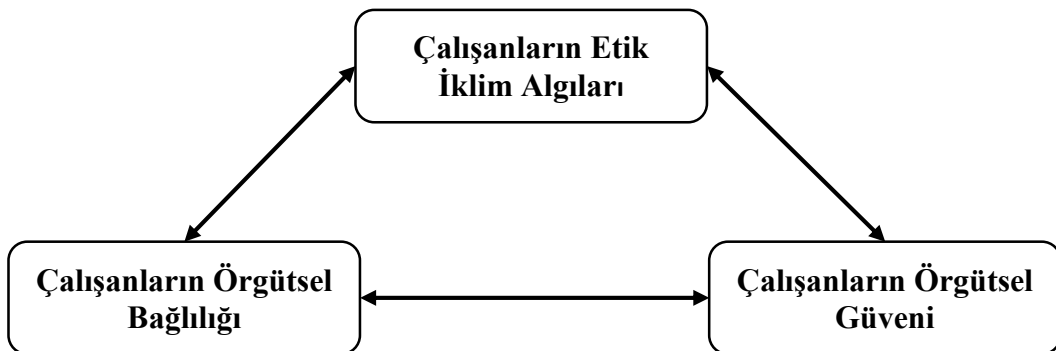 Çalışanların Etik
İklim Algıları
Çalışanların Örgütsel
Bağlılığı
Çalışanların Örgütsel
Güveni